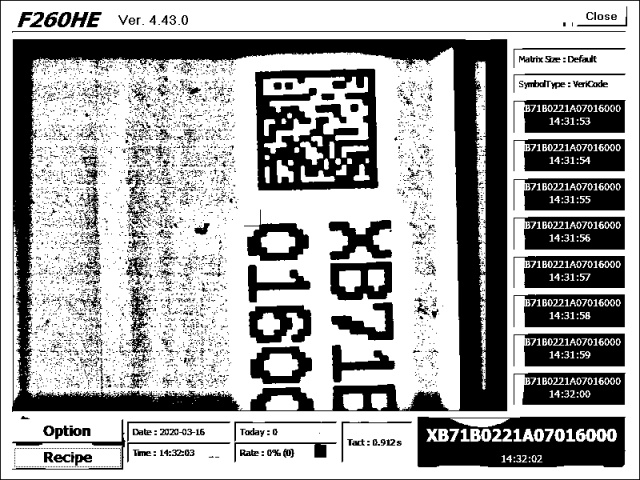 F260HE Ver. 4.43.0
Close
Matrix Size : Default
SymbolType : VeriCode
B71B0221A07016000
14:31:53
B71B0221A07016000
14:31:54
B71B0221A07016000
14:31:55
B71B0221A07016000
14:31:56
B71B0221A07016000
14:31:57
B71B0221A07016000
14:31:58
B71B0221A07016000
14:31:59
B71B0221A07016000
14:32:00
XB71B
01600
Option
Recipe
Date : 2020-03-16
Time : 14:32:03
Today : 0
Rate : 0% (0)
Tact : 0.912 s
XB71B0221A07016000
14:32:02